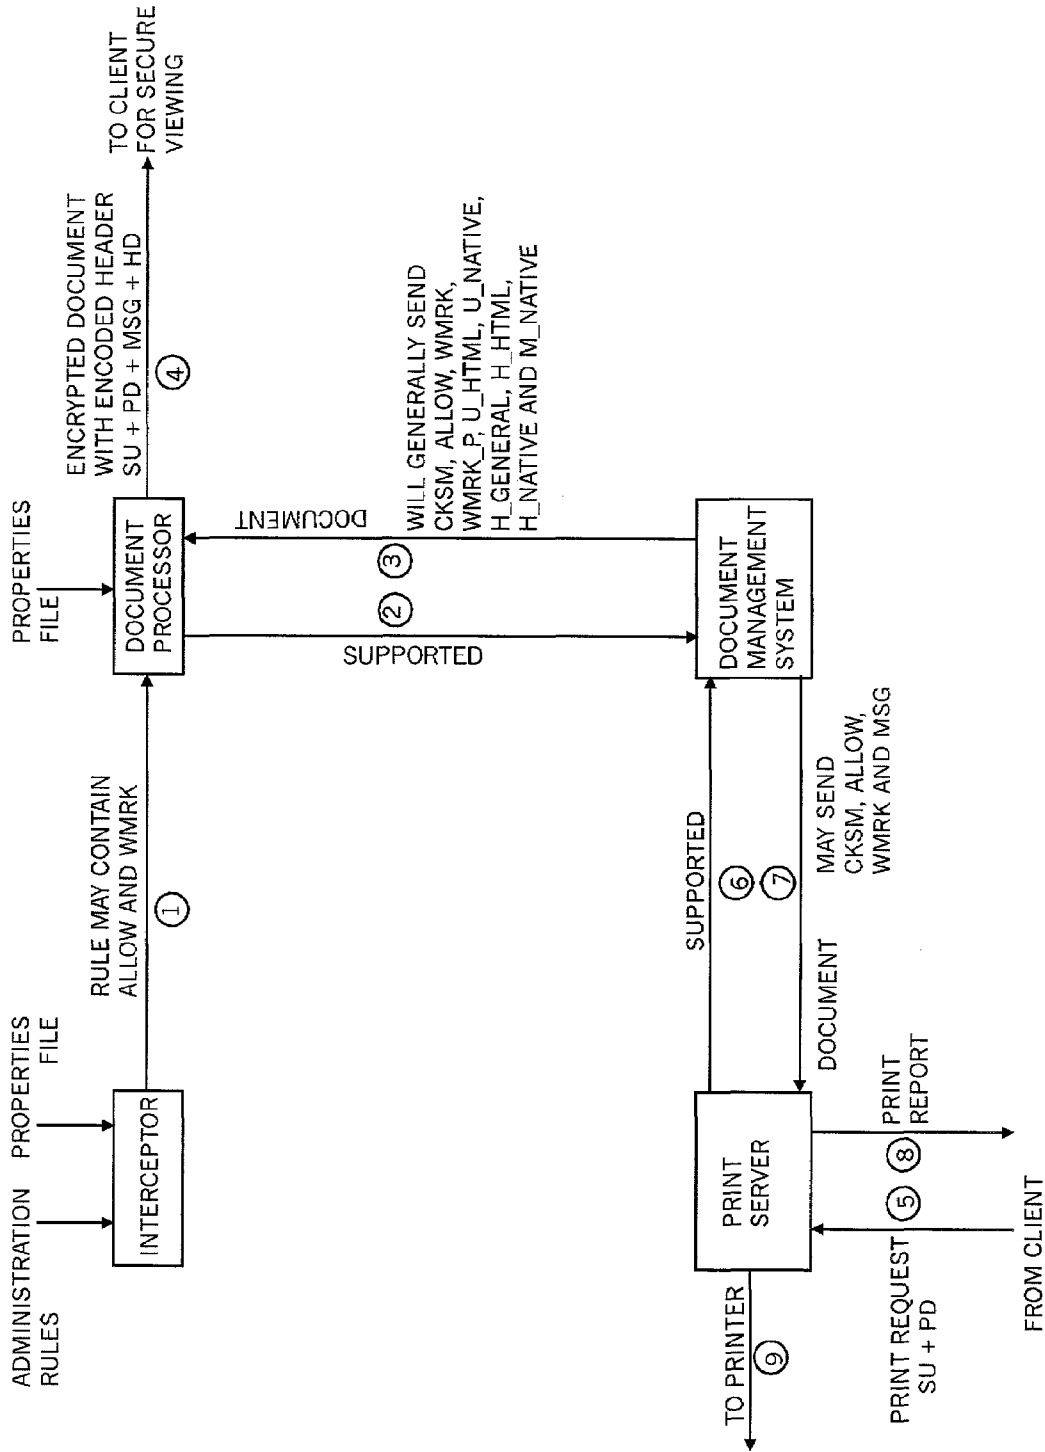 ADMINISTRATION
RULES
PROPERTIES
FILE
INTERCEPTOR
RULE MAY CONTAIN
ALLOW AND WMRK
1
PROPERTIES
FILE
DOCUMENT
PROCESSOR
ENCRYPTED DOCUMENT
WITH ENCODED HEADER
SU + PD + MSG + HD
4
TO CLIENT
FOR SECURE
VIEWING
SUPPORTED
2
3
DOCUMENT
WILL GENERALLY SEND
CKSM, ALLOW, WMRK,
WMRK_P, U_HTML, U_NATIVE,
H_GENERAL, H_HTML,
H_NATIVE AND M_NATIVE
DOCUMENT
MANAGEMENT
SYSTEM
SUPPORTED
6
7
DOCUMENT
MAY SEND
CKSM, ALLOW,
WMRK AND MSG
PRINT
SERVER
TO PRINTER
9
PRINT REQUEST
SU + PD
5
8
PRINT
REPORT
FROM CLIENT